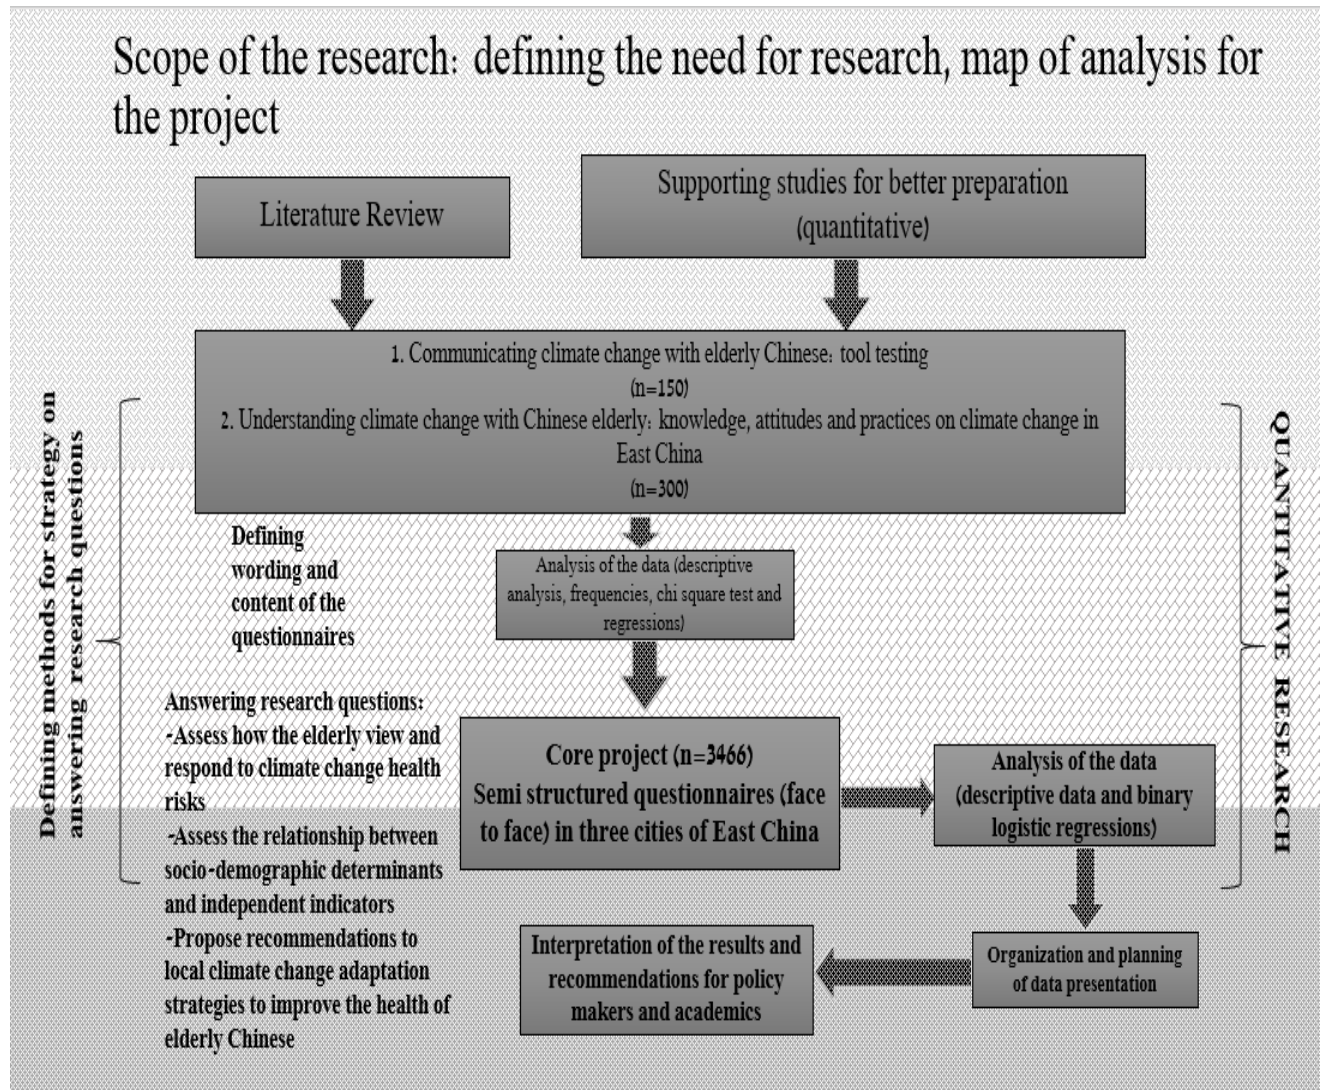 Scope of the research: defining the need for research, map of analysis for
the project
Literature Review
Supporting studies for better preparation
(quantitative)
1. Communicating climate change with elderly Chinese: tool testing
(n=150)
2. Understanding climate change with Chinese elderly: knowledge, attitudes and practices on climate change in
East China
(n=300)
Defining methods for strategy on
answering research questions
QUANTITATIVE RESEARCH
Defining
wording and
content of the
questionnaires
Analysis of the data (descriptive
analysis, frequencies, chi square test and
regressions)
Answering research questions:
-Assess how the elderly view and
respond to climate change health
risks
-Assess the relationship between
socio-demographic determinants
and independent indicators
-Propose recommendations to
local climate change adaptation
strategies to improve the health of
elderly Chinese
Core project (n=3466)
Semi structured questionnaires (face
to face) in three cities of East China
Analysis of the data
(descriptive data and binary
logistic regressions)
Organization and planning
of data presentation
Interpretation of the results and
recommendations for policy
makers and academics